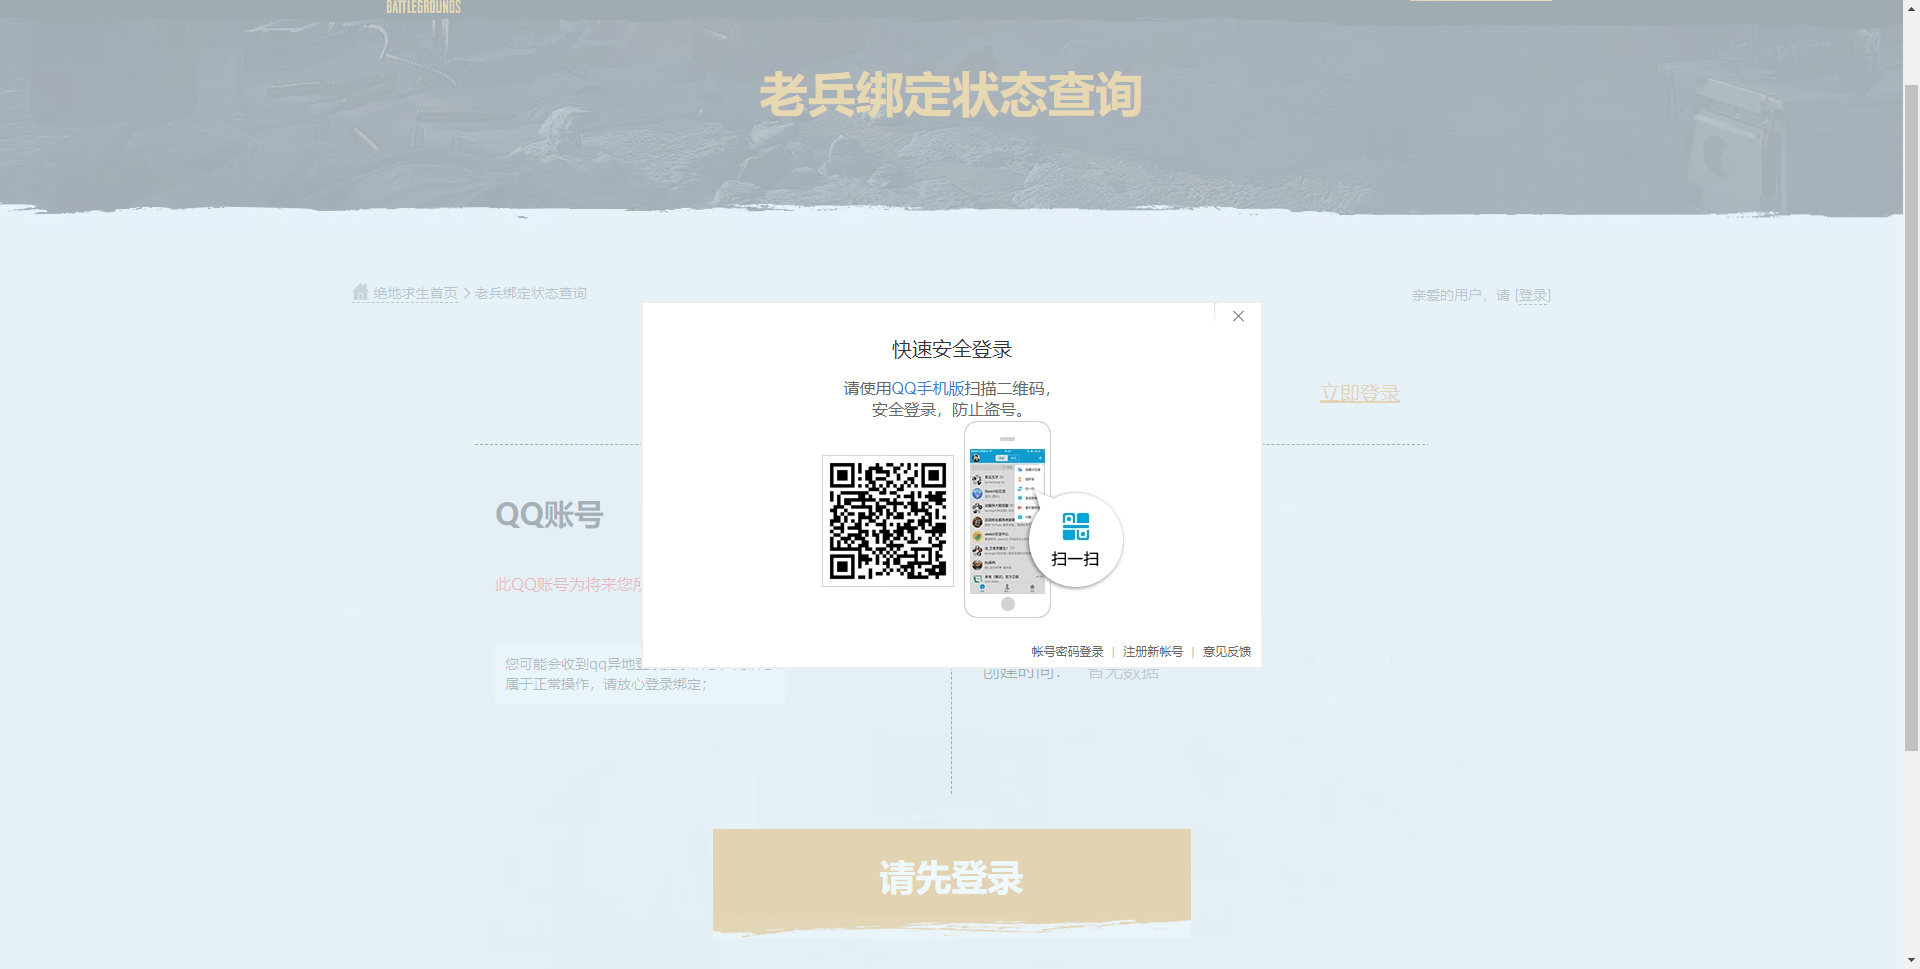 BATTLEGROUNDS
老兵绑定状态查询
绝地求生首页 > 老兵绑定状态查询
亲爱的用户，请 [登录]
快速安全登录
请使用QQ手机版扫描二维码，
安全登录，防止盗号。
立即登录
QQ账号
扫一扫
此QQ账号为将来您所
帐号密码登录 | 注册新帐号 | 意见反馈
您可能会收到qq异地登
属于正常操作，请放心登录绑定；
创建时间： 暂无数据
请先登录